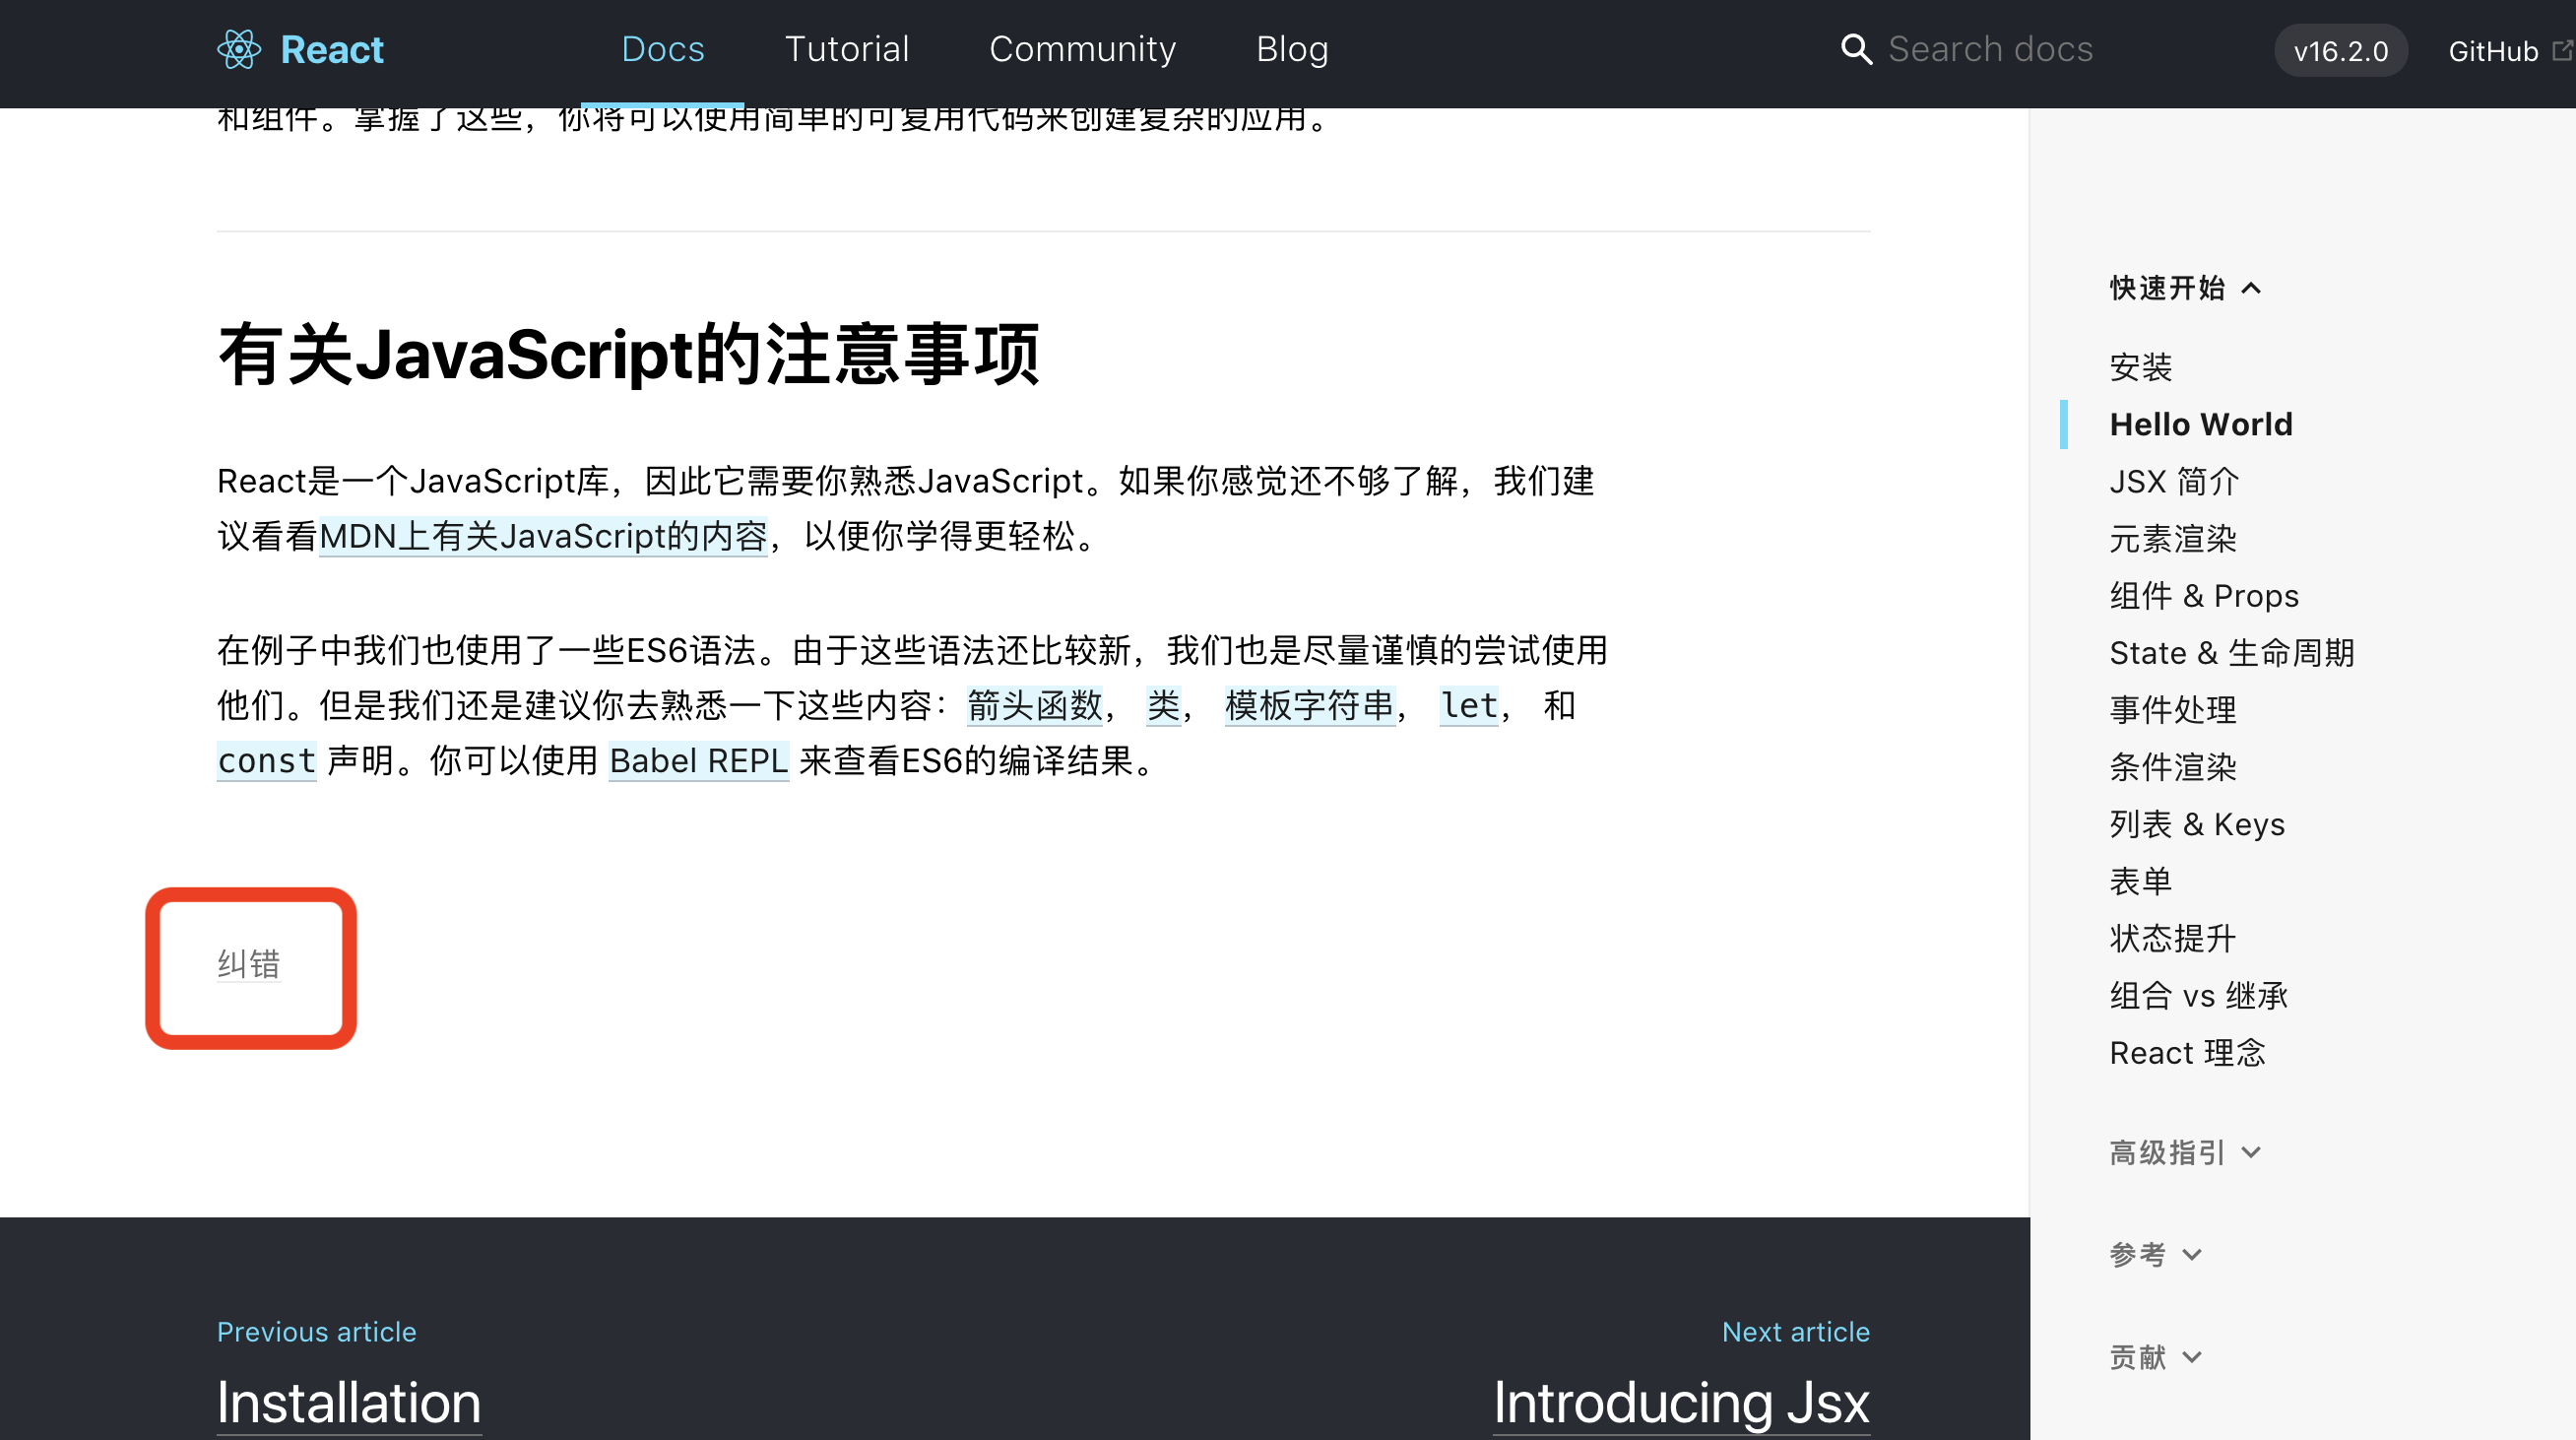 React
Docs
Tutorial
Community
Blog
Search docs
v16.2.0
GitHub
和组件。掌握了这些，你将可以使用简单的可复用代码来创建复杂的应用。
有关JavaScript的注意事项
React是一个JavaScript库，因此它需要你熟悉JavaScript。如果你感觉还不够了解，我们建
议看看MDN上有关JavaScript的内容，以便你学得更轻松。
在例子中我们也使用了一些ES6语法。由于这些语法还比较新，我们也是尽量谨慎的尝试使用
他们。但是我们还是建议你去熟悉一下这些内容：箭头函数， 类， 模板字符串， let， 和
const 声明。你可以使用 Babel REPL 来查看ES6的编译结果。
纠错
Previous article
Installation
Next article
Introducing Jsx
快速开始
安装
Hello World
JSX 简介
元素渲染
组件 & Props
State & 生命周期
事件处理
条件渲染
列表 & Keys
表单
状态提升
组合 vs 继承
React 理念
高级指引
参考
贡献